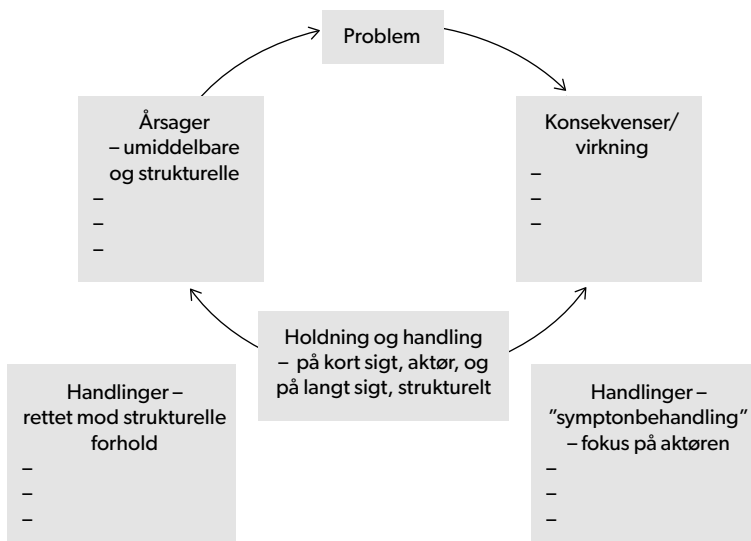 Problem
Årsager
– umiddelbare
og strukturelle
–
–
–
Konsekvenser/
virkning
–
–
–
Holdning og handling
– på kort sigt, aktør, og
på langt sigt, strukturelt
Handlinger –
rettet mod strukturelle
forhold
–
–
–
Handlinger –
”symptonbehandling”
– fokus på aktøren
–
–
–